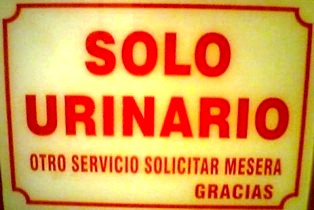 SOLO
URINARIO
OTRO SERVICIO SOLICITAR MESERA
GRACIAS